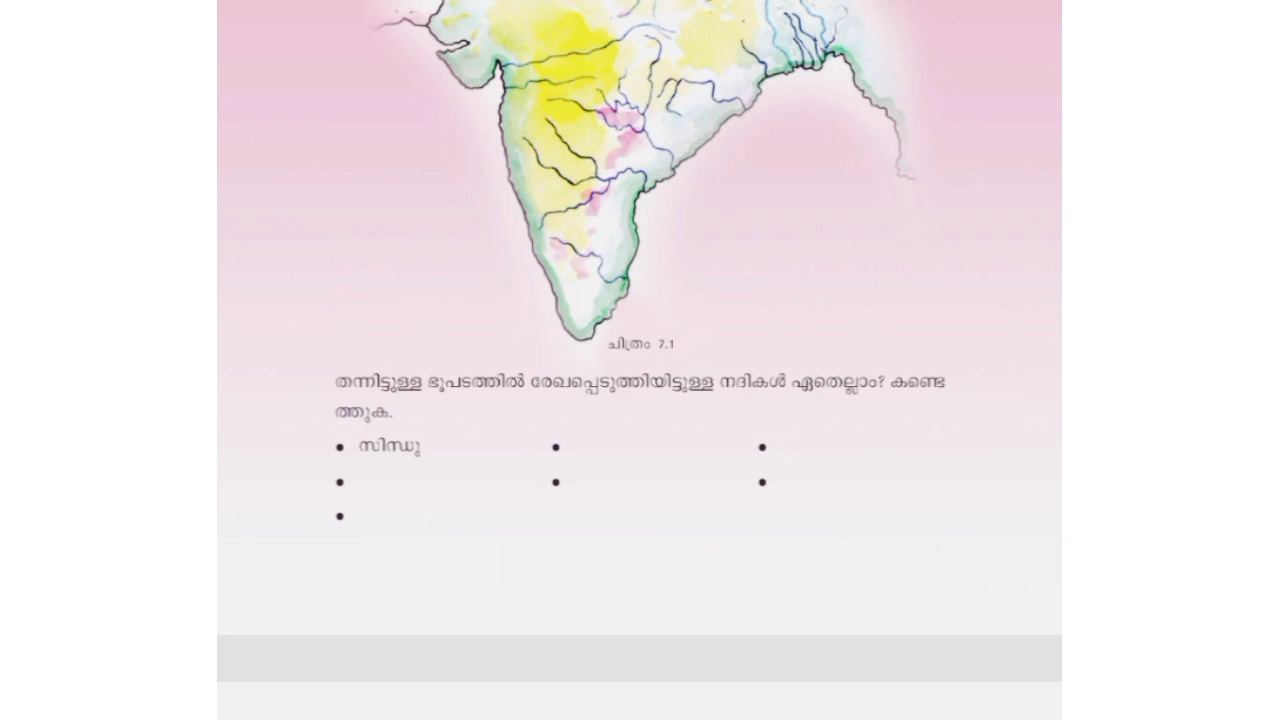 ചിത്രം 7.1
തന്നിട്ടുള്ള ഭൂപടത്തിൽ രേഖപ്പെടുത്തിയിട്ടുള്ള നദികൾ ഏതെല്ലാം? കണ്ടെ
ത്തുക.
• സിന്ധു • •
• • •
•